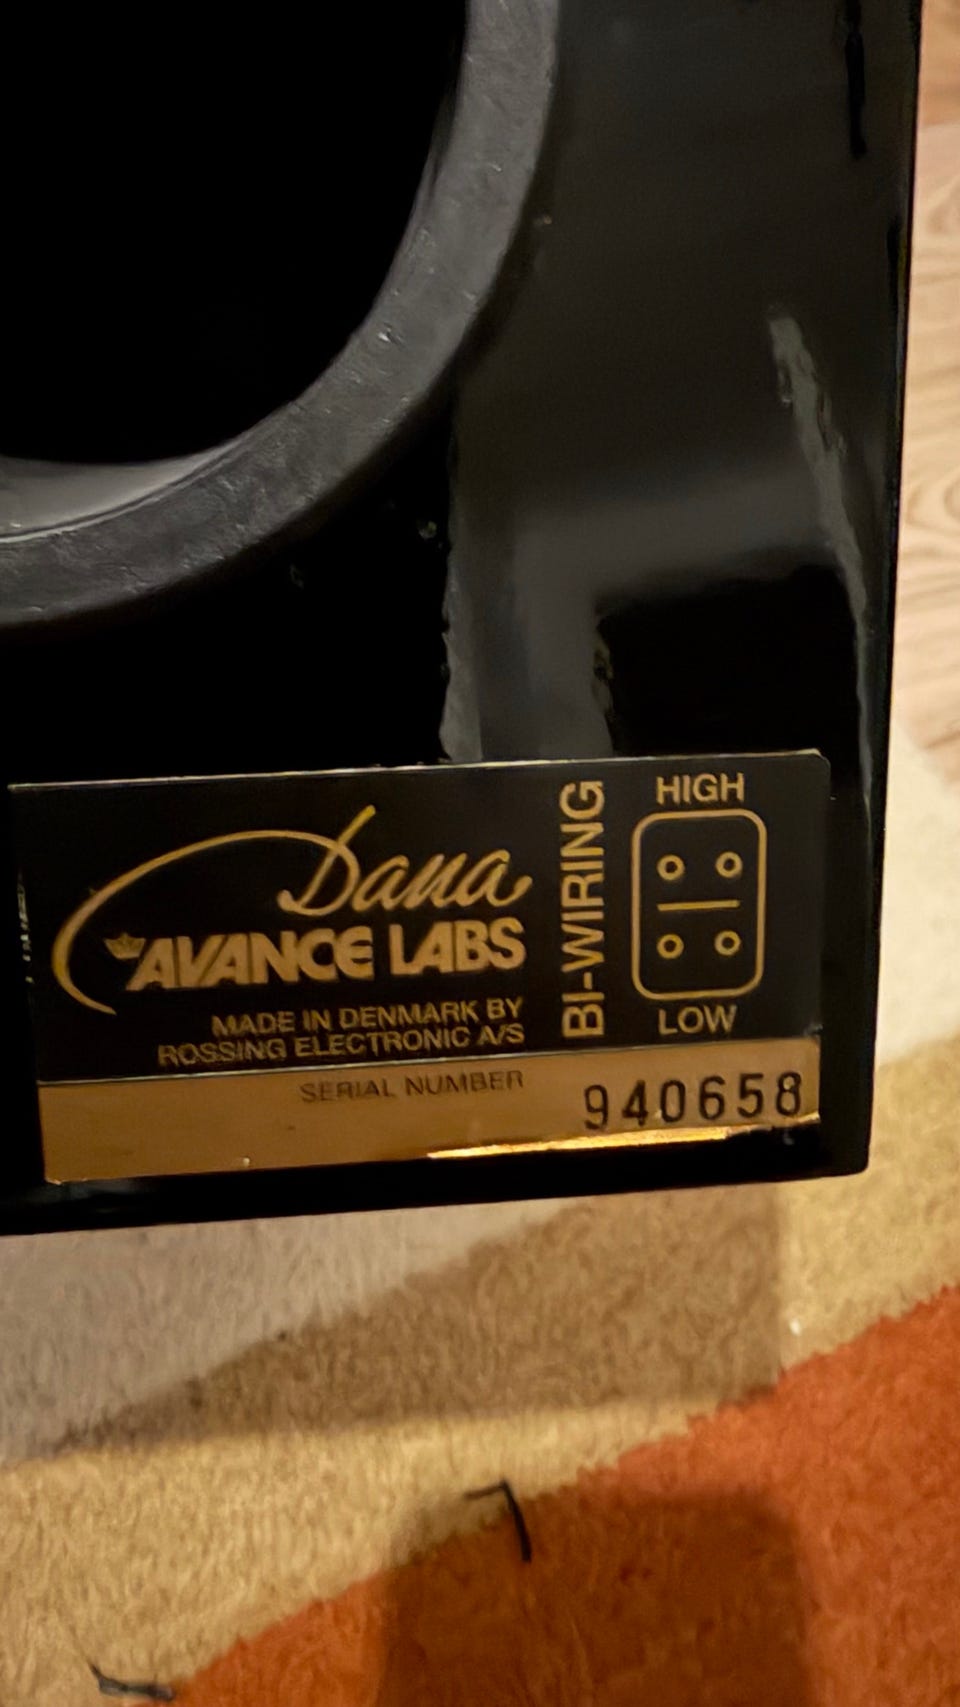 Dana
AVANCE LABS
MADE IN DENMARK BY
ROSSING ELECTRONIC A/S
BI-WIRING
HIGH
LOW
SERIAL NUMBER
940658